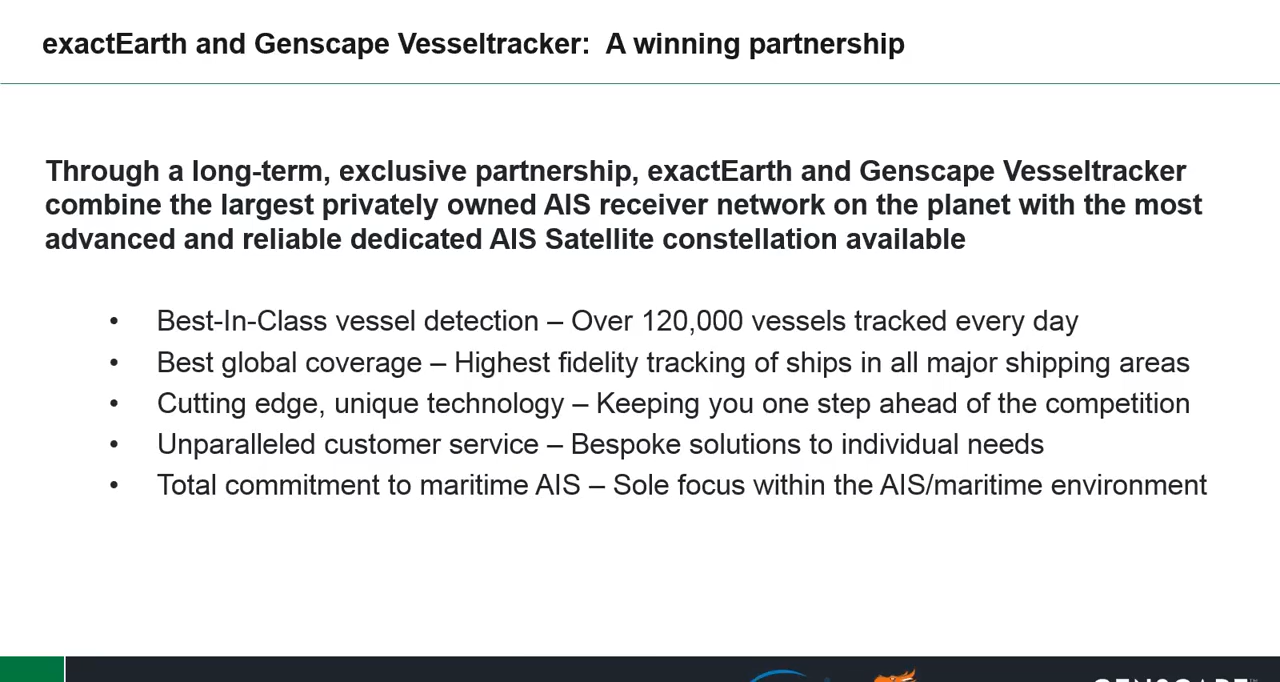 exactEarth and Genscape Vesseltracker:  A winning partnership
Through a long-term, exclusive partnership, exactEarth and Genscape Vesseltracker
combine the largest privately owned AIS receiver network on the planet with the most
advanced and reliable dedicated AIS Satellite constellation available
• Best-In-Class vessel detection – Over 120,000 vessels tracked every day
• Best global coverage – Highest fidelity tracking of ships in all major shipping areas
• Cutting edge, unique technology – Keeping you one step ahead of the competition
• Unparalleled customer service – Bespoke solutions to individual needs
• Total commitment to maritime AIS – Sole focus within the AIS/maritime environment
GENSCAPE™